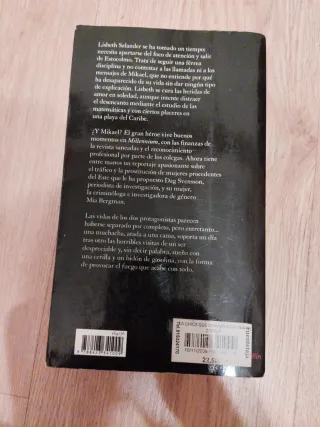 Lisbeth Salander se ha tomado un tiempo:
necesita apartarse del foco de atención y salir
de Estocolmo. Trata de seguir una férrea
disciplina y no contestar a las llamadas ni a los
mensajes de Mikael, que no entiende por qué
ha desaparecido de su vida sin dar ningún tipo
de explicación. Lisbeth se cura las heridas de
amor en soledad, aunque intente distraer
el desencanto mediante el estudio de las
matemáticas y con ciertos placeres en
una playa del Caribe.
¿Y Mikael? El gran héroe vive buenos
momentos en Millennium, con las finanzas de
la revista saneadas y el reconocimiento
profesional por parte de los colegas. Ahora tiene
entre manos un reportaje apasionante sobre
el tráfico y la prostitución de mujeres procedentes
del Este que le ha propuesto Dag Svensson,
periodista de investigación, y su mujer,
la criminóloga e investigadora de género
Mia Bergman.
Las vidas de los dos protagonistas parecen
haberse separado por completo, pero entretanto...
una muchacha, atada a una cama, soporta un día
tras otro las horribles visitas de un ser
despreciable y, sin decir palabra, sueña con
una cerilla y un bidón de gasolina, con la forma
de provocar el fuego que acabe con todo.